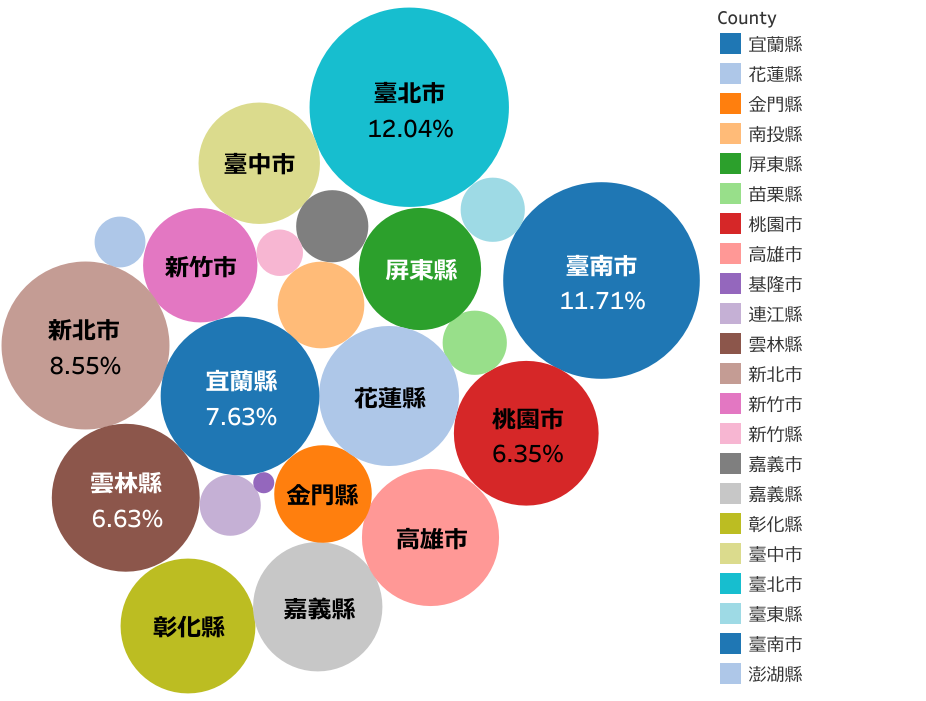 臺北市
12.04%
臺中市
新竹市
屏東縣
臺南市
11.71%
新北市
8.55%
宜蘭縣
7.63%
花蓮縣
桃園市
6.35%
雲林縣
6.63%
金門縣
高雄市
彰化縣
嘉義縣
County
宜蘭縣
花蓮縣
金門縣
南投縣
屏東縣
苗栗縣
桃園市
高雄市
基隆市
連江縣
雲林縣
新北市
新竹市
新竹縣
嘉義市
嘉義縣
彰化縣
臺中市
臺北市
臺東縣
臺南市
澎湖縣